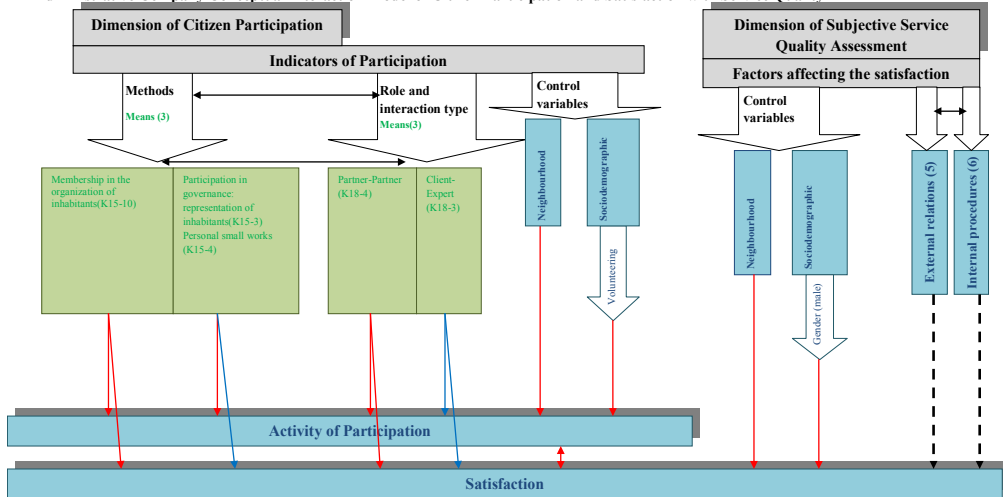 Dimension of Citizen Participation
Indicators of Participation
Methods
Means (3)
Role and
interaction type
Means(3)
Control
variables
Membership in the
organization of
inhabitants(K15-10)
Participation in
governance:
representation of
inhabitants(K15-3)
Personal small works
(K15-4)
Partner-Partner
(K18-4)
Client-
Expert
(K18-3)
Neighbourhood
Sociodemographic
Volunteering
Dimension of Subjective Service
Quality Assessment
Factors affecting the satisfaction
Control
variables
Neighbourhood
Sociodemographic
Gender (male)
External relations (5)
Internal procedures (6)
Activity of Participation
Satisfaction